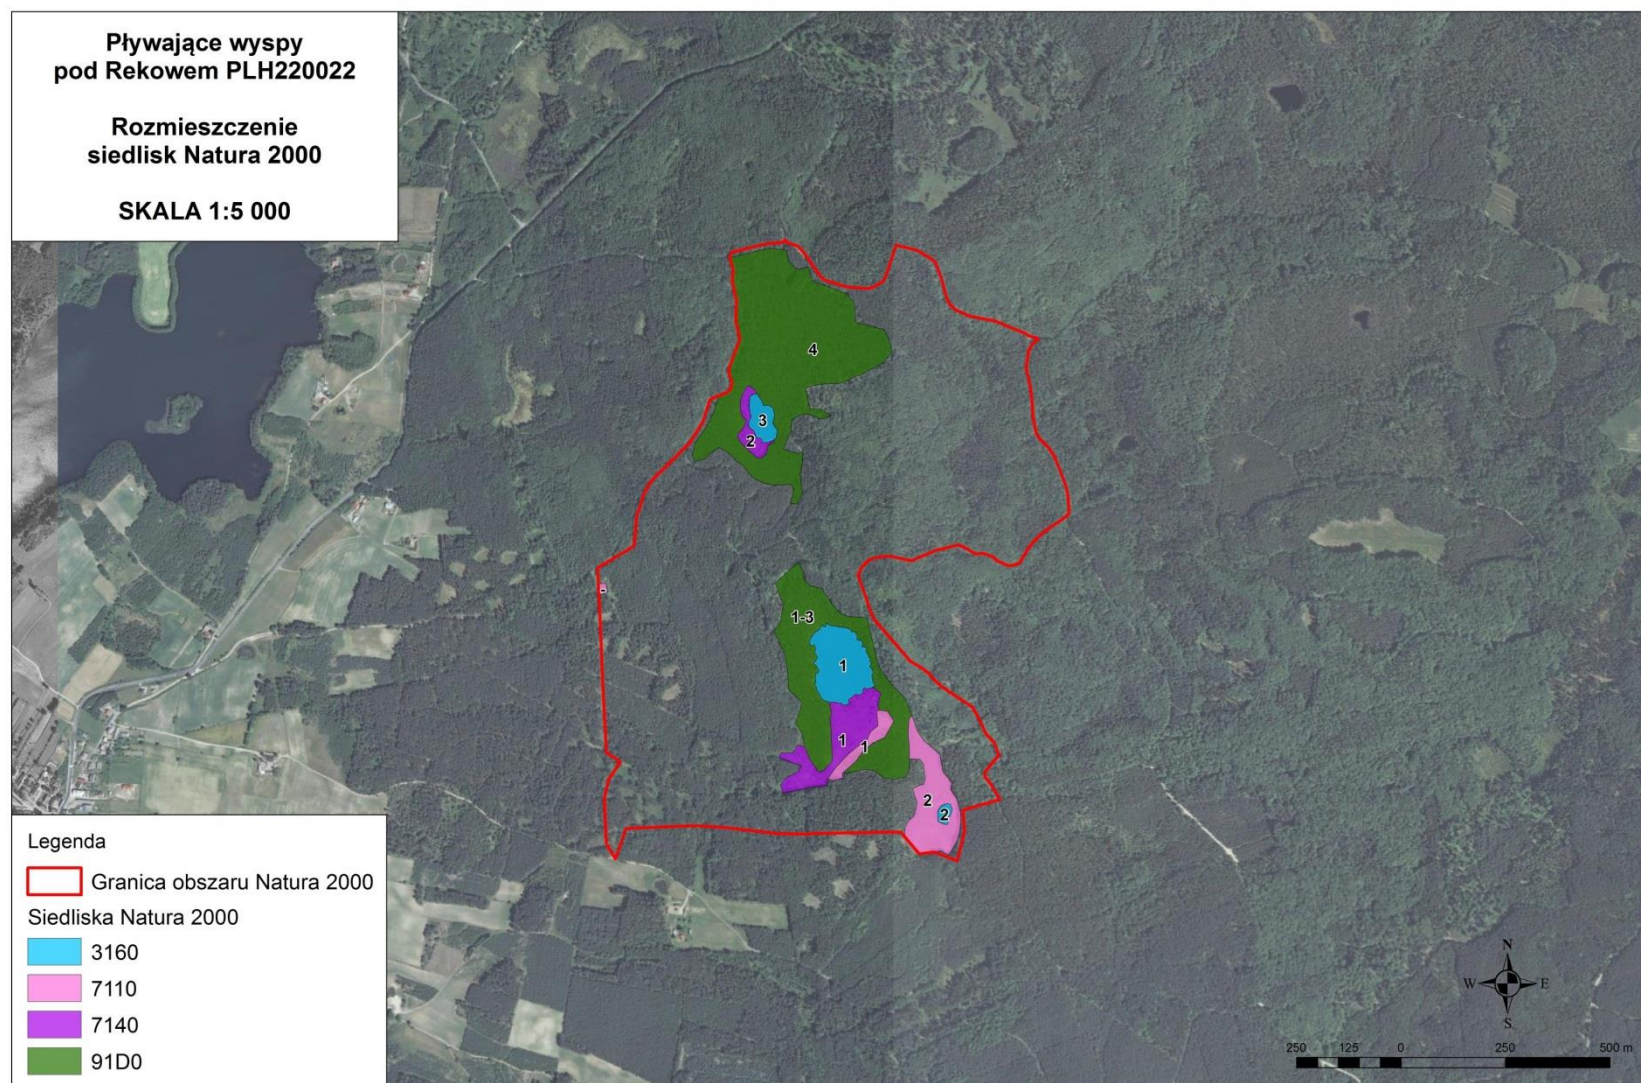 Pływające wyspy
pod Rekowem PLH220022
Rozmieszczenie
siedlisk Natura 2000
SKALA 1:5 000
4
3
2
1-3
1
1
1
2
2
Legenda
Granica obszaru Natura 2000
Siedliska Natura 2000
3160
7110
7140
91D0
N
W E
S
250 125 0 250 500 m